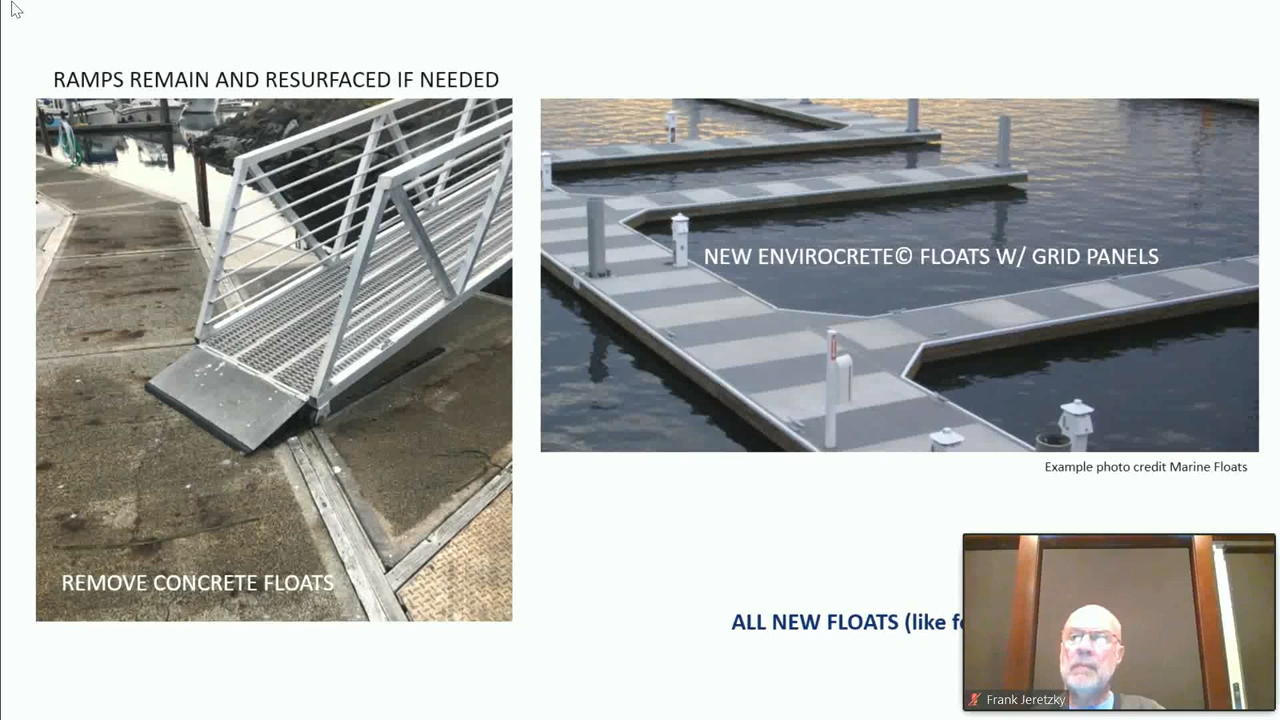 RAMPS REMAIN AND RESURFACED IF NEEDED
REMOVE CONCRETE FLOATS
NEW ENVIROCRETE© FLOATS W/ GRID PANELS
Example photo credit Marine Floats
ALL NEW FLOATS (like
Frank Jeretzky